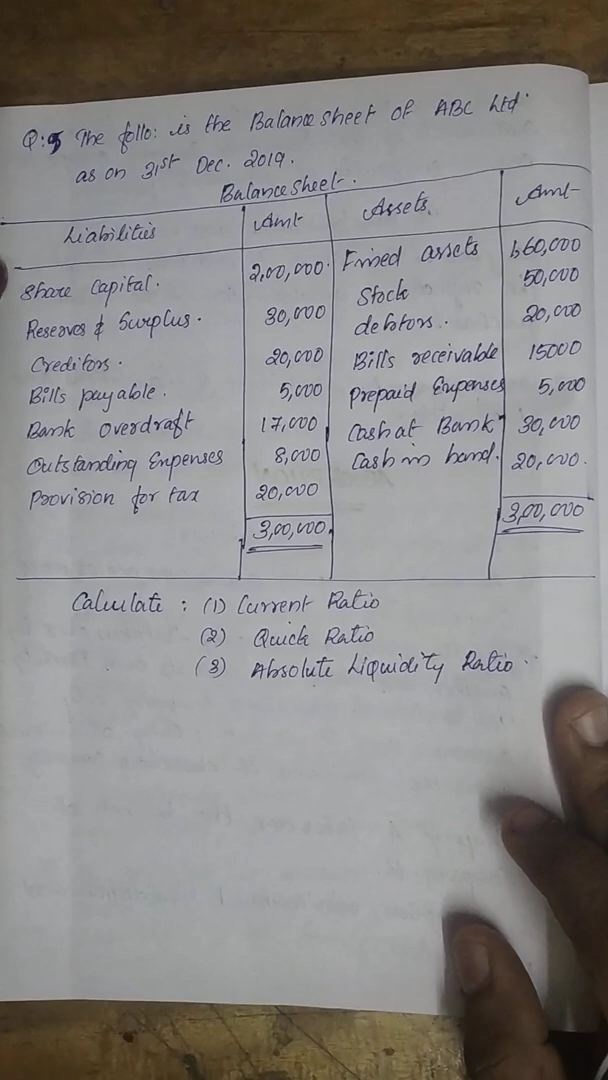 Q:5 The follo: is the Balance sheet of ABC Ltd.
as on 31st Dec. 2019.
Balance sheet.
Liabilities Amt Assets. Amt
Share Capital. 2,00,000. Fixed assets 1,60,000
Reserves & Surplus. 30,000 Stock 50,000
Creditors. 20,000 debtors. 20,000
Bills payable. 5,000 Bills receivable 15000
Bank overdraft 17,000 Prepaid Expenses 5,000
Outstanding Expenses 8,000 Cash at Bank 30,000
Provision for tax 20,000 Cash in hand. 20,000.
3,00,000. 3,00,000
Calculate : (1) Current Ratio
(2) Quick Ratio
(3) Absolute Liquidity Ratio.